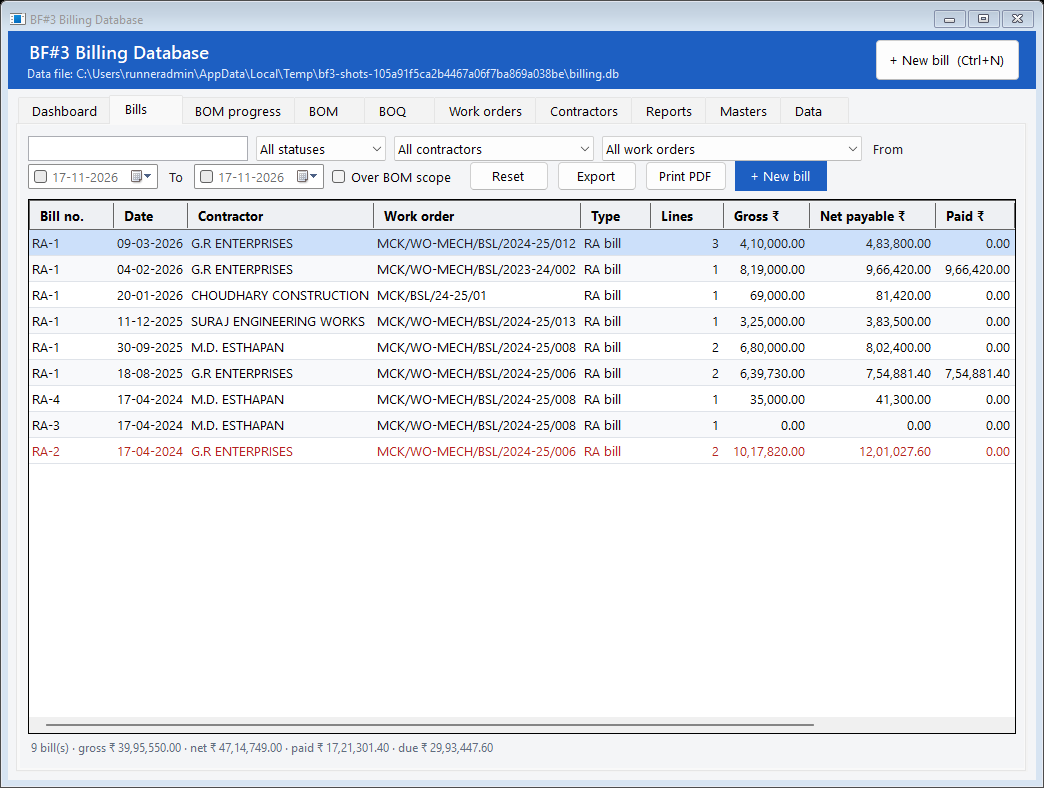 BF#3 Billing Database
BF#3 Billing Database
Data file: C:\Users\runneradmin\AppData\Local\Temp\bf3-shots-105a91f5ca2b4467a06f7ba869a038be\billing.db
+ New bill (Ctrl+N)
Dashboard Bills BOM progress BOM BOQ Work orders Contractors Reports Masters Data
All statuses All contractors All work orders From
17-11-2026 To 17-11-2026 Over BOM scope Reset Export Print PDF + New bill
Bill no. Date Contractor Work order Type Lines Gross ₹ Net payable ₹ Paid ₹
RA-1 09-03-2026 G.R ENTERPRISES MCK/WO-MECH/BSL/2024-25/012 RA bill 3 4,10,000.00 4,83,800.00 0.00
RA-1 04-02-2026 G.R ENTERPRISES MCK/WO-MECH/BSL/2023-24/002 RA bill 1 8,19,000.00 9,66,420.00 9,66,420.00
RA-1 20-01-2026 CHOUDHARY CONSTRUCTION MCK/BSL/24-25/01 RA bill 1 69,000.00 81,420.00 0.00
RA-1 11-12-2025 SURAJ ENGINEERING WORKS MCK/WO-MECH/BSL/2024-25/013 RA bill 1 3,25,000.00 3,83,500.00 0.00
RA-1 30-09-2025 M.D. ESTHAPAN MCK/WO-MECH/BSL/2024-25/008 RA bill 2 6,80,000.00 8,02,400.00 0.00
RA-1 18-08-2025 G.R ENTERPRISES MCK/WO-MECH/BSL/2024-25/006 RA bill 2 6,39,730.00 7,54,881.40 7,54,881.40
RA-4 17-04-2024 M.D. ESTHAPAN MCK/WO-MECH/BSL/2024-25/008 RA bill 1 35,000.00 41,300.00 0.00
RA-3 17-04-2024 M.D. ESTHAPAN MCK/WO-MECH/BSL/2024-25/008 RA bill 1 0.00 0.00 0.00
RA-2 17-04-2024 G.R ENTERPRISES MCK/WO-MECH/BSL/2024-25/006 RA bill 2 10,17,820.00 12,01,027.60 0.00
9 bill(s) · gross ₹ 39,95,550.00 · net ₹ 47,14,749.00 · paid ₹ 17,21,301.40 · due ₹ 29,93,447.60